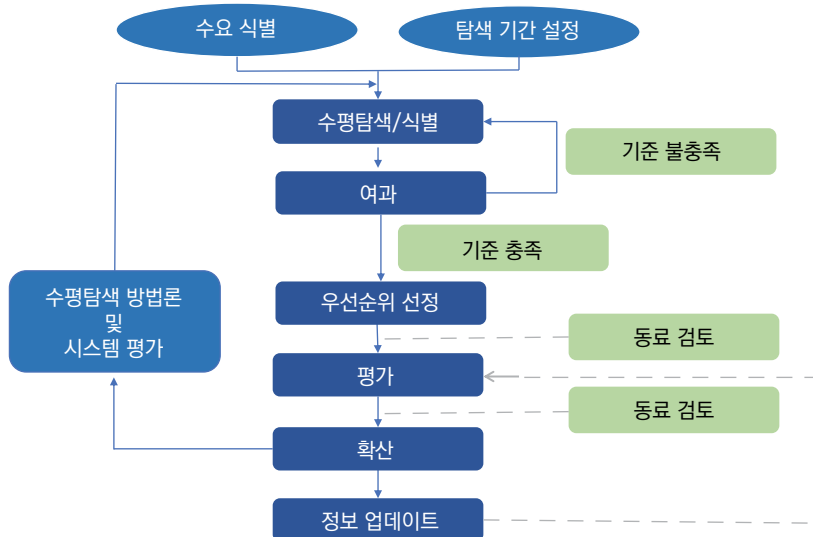 수요 식별
탐색 기간 설정
수평탐색/식별
기준 불충족
여과
기준 충족
수평탐색 방법론
및
시스템 평가
우선순위 선정
동료 검토
평가
동료 검토
확산
정보 업데이트